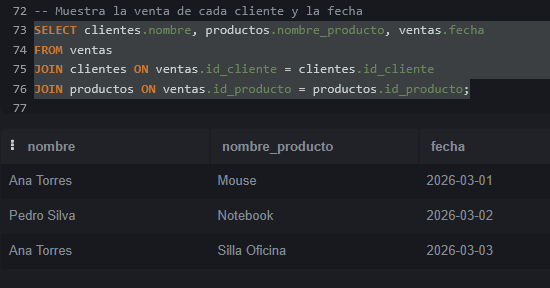 72 -- Muestra la venta de cada cliente y la fecha
73 SELECT clientes.nombre, productos.nombre_producto, ventas.fecha
74 FROM ventas
75 JOIN clientes ON ventas.id_cliente = clientes.id_cliente
76 JOIN productos ON ventas.id_producto = productos.id_producto;
77
nombre nombre_producto fecha
Ana Torres Mouse 2026-03-01
Pedro Silva Notebook 2026-03-02
Ana Torres Silla Oficina 2026-03-03